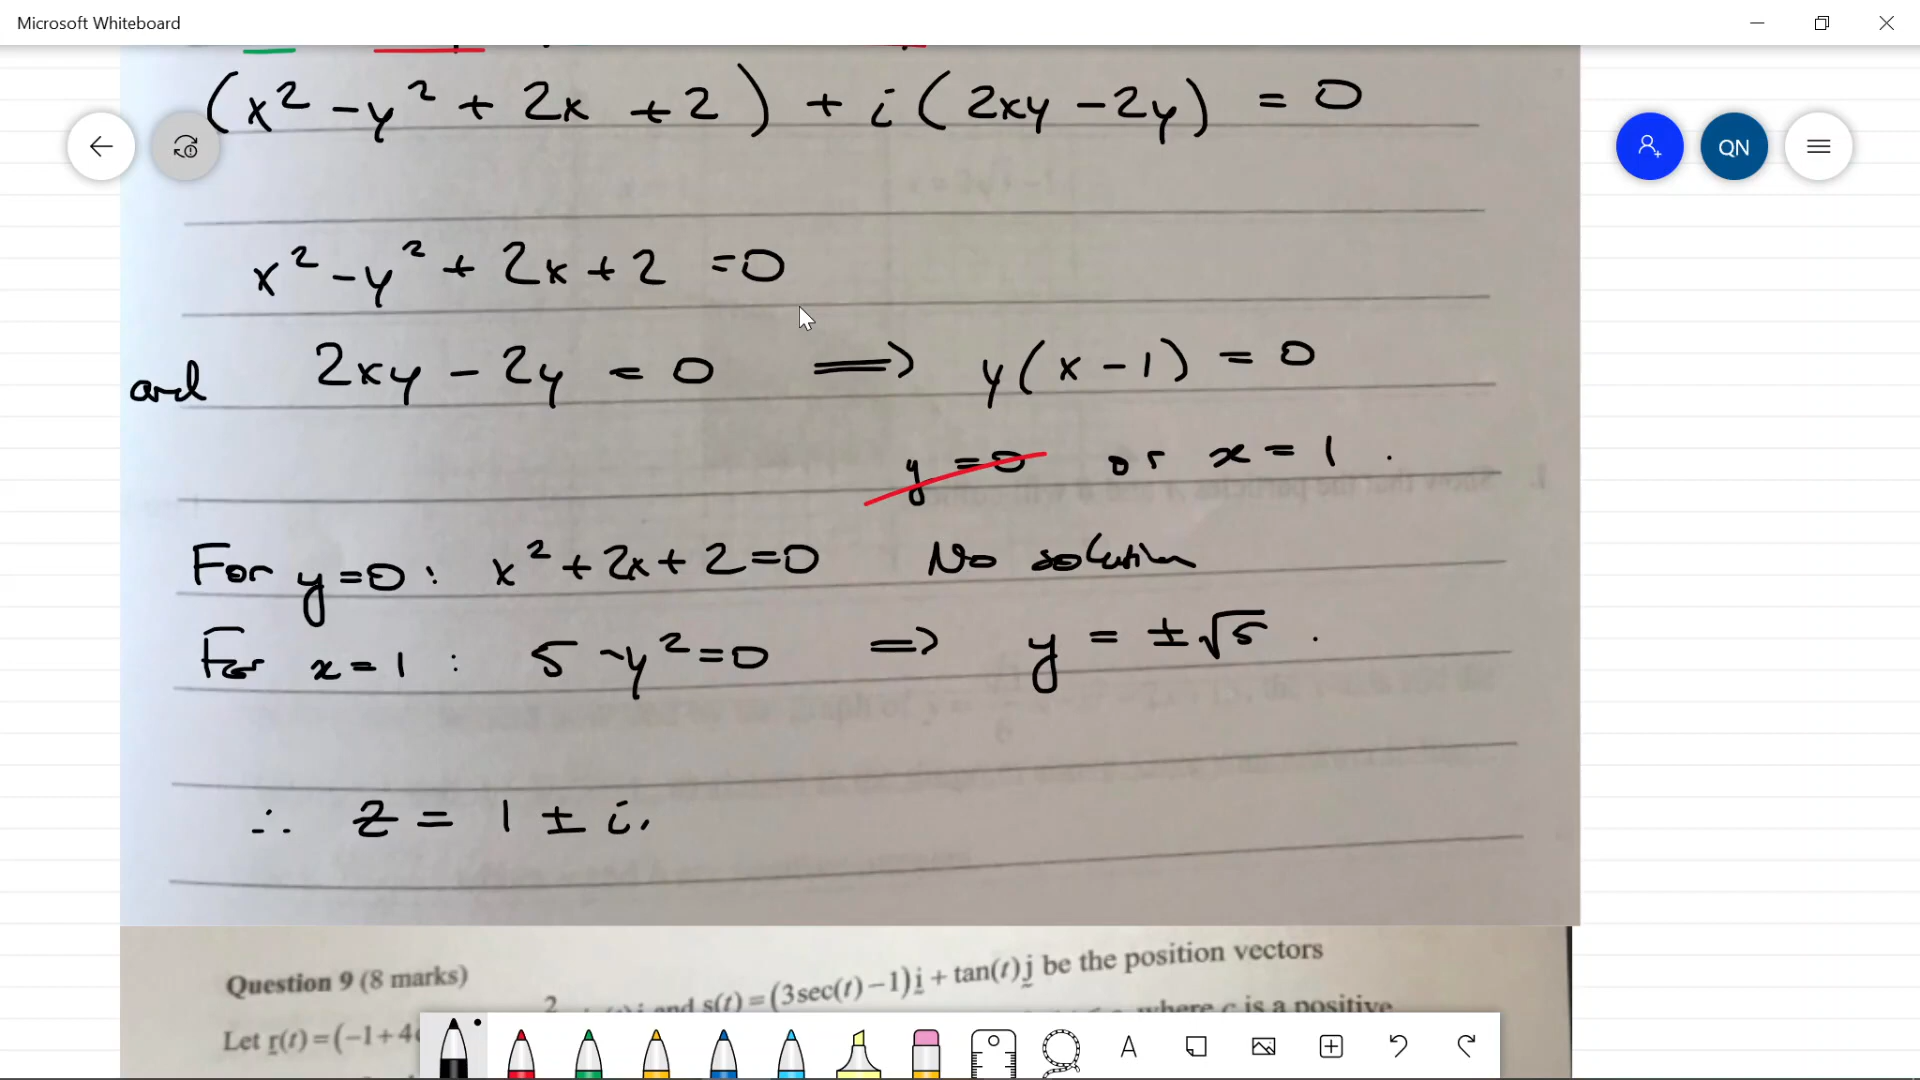 Microsoft Whiteboard
(x² - y² + 2x + 2) + i(2xy - 2y) = 0
QN
x² - y² + 2x + 2 = 0
and 2xy - 2y = 0 ⟹ y(x - 1) = 0
y = 0 or x = 1.
For y = 0: x² + 2x + 2 = 0 No solution
For x = 1: 5 - y² = 0 ⟹ y = ±√5.
∴ z = 1 ± i.
Question 9 (8 marks)
and s(t) = (3sec(t) - 1)i + tan(t)j be the position vectors
Let r(t) = (-1 + 4
where c is a positive
A